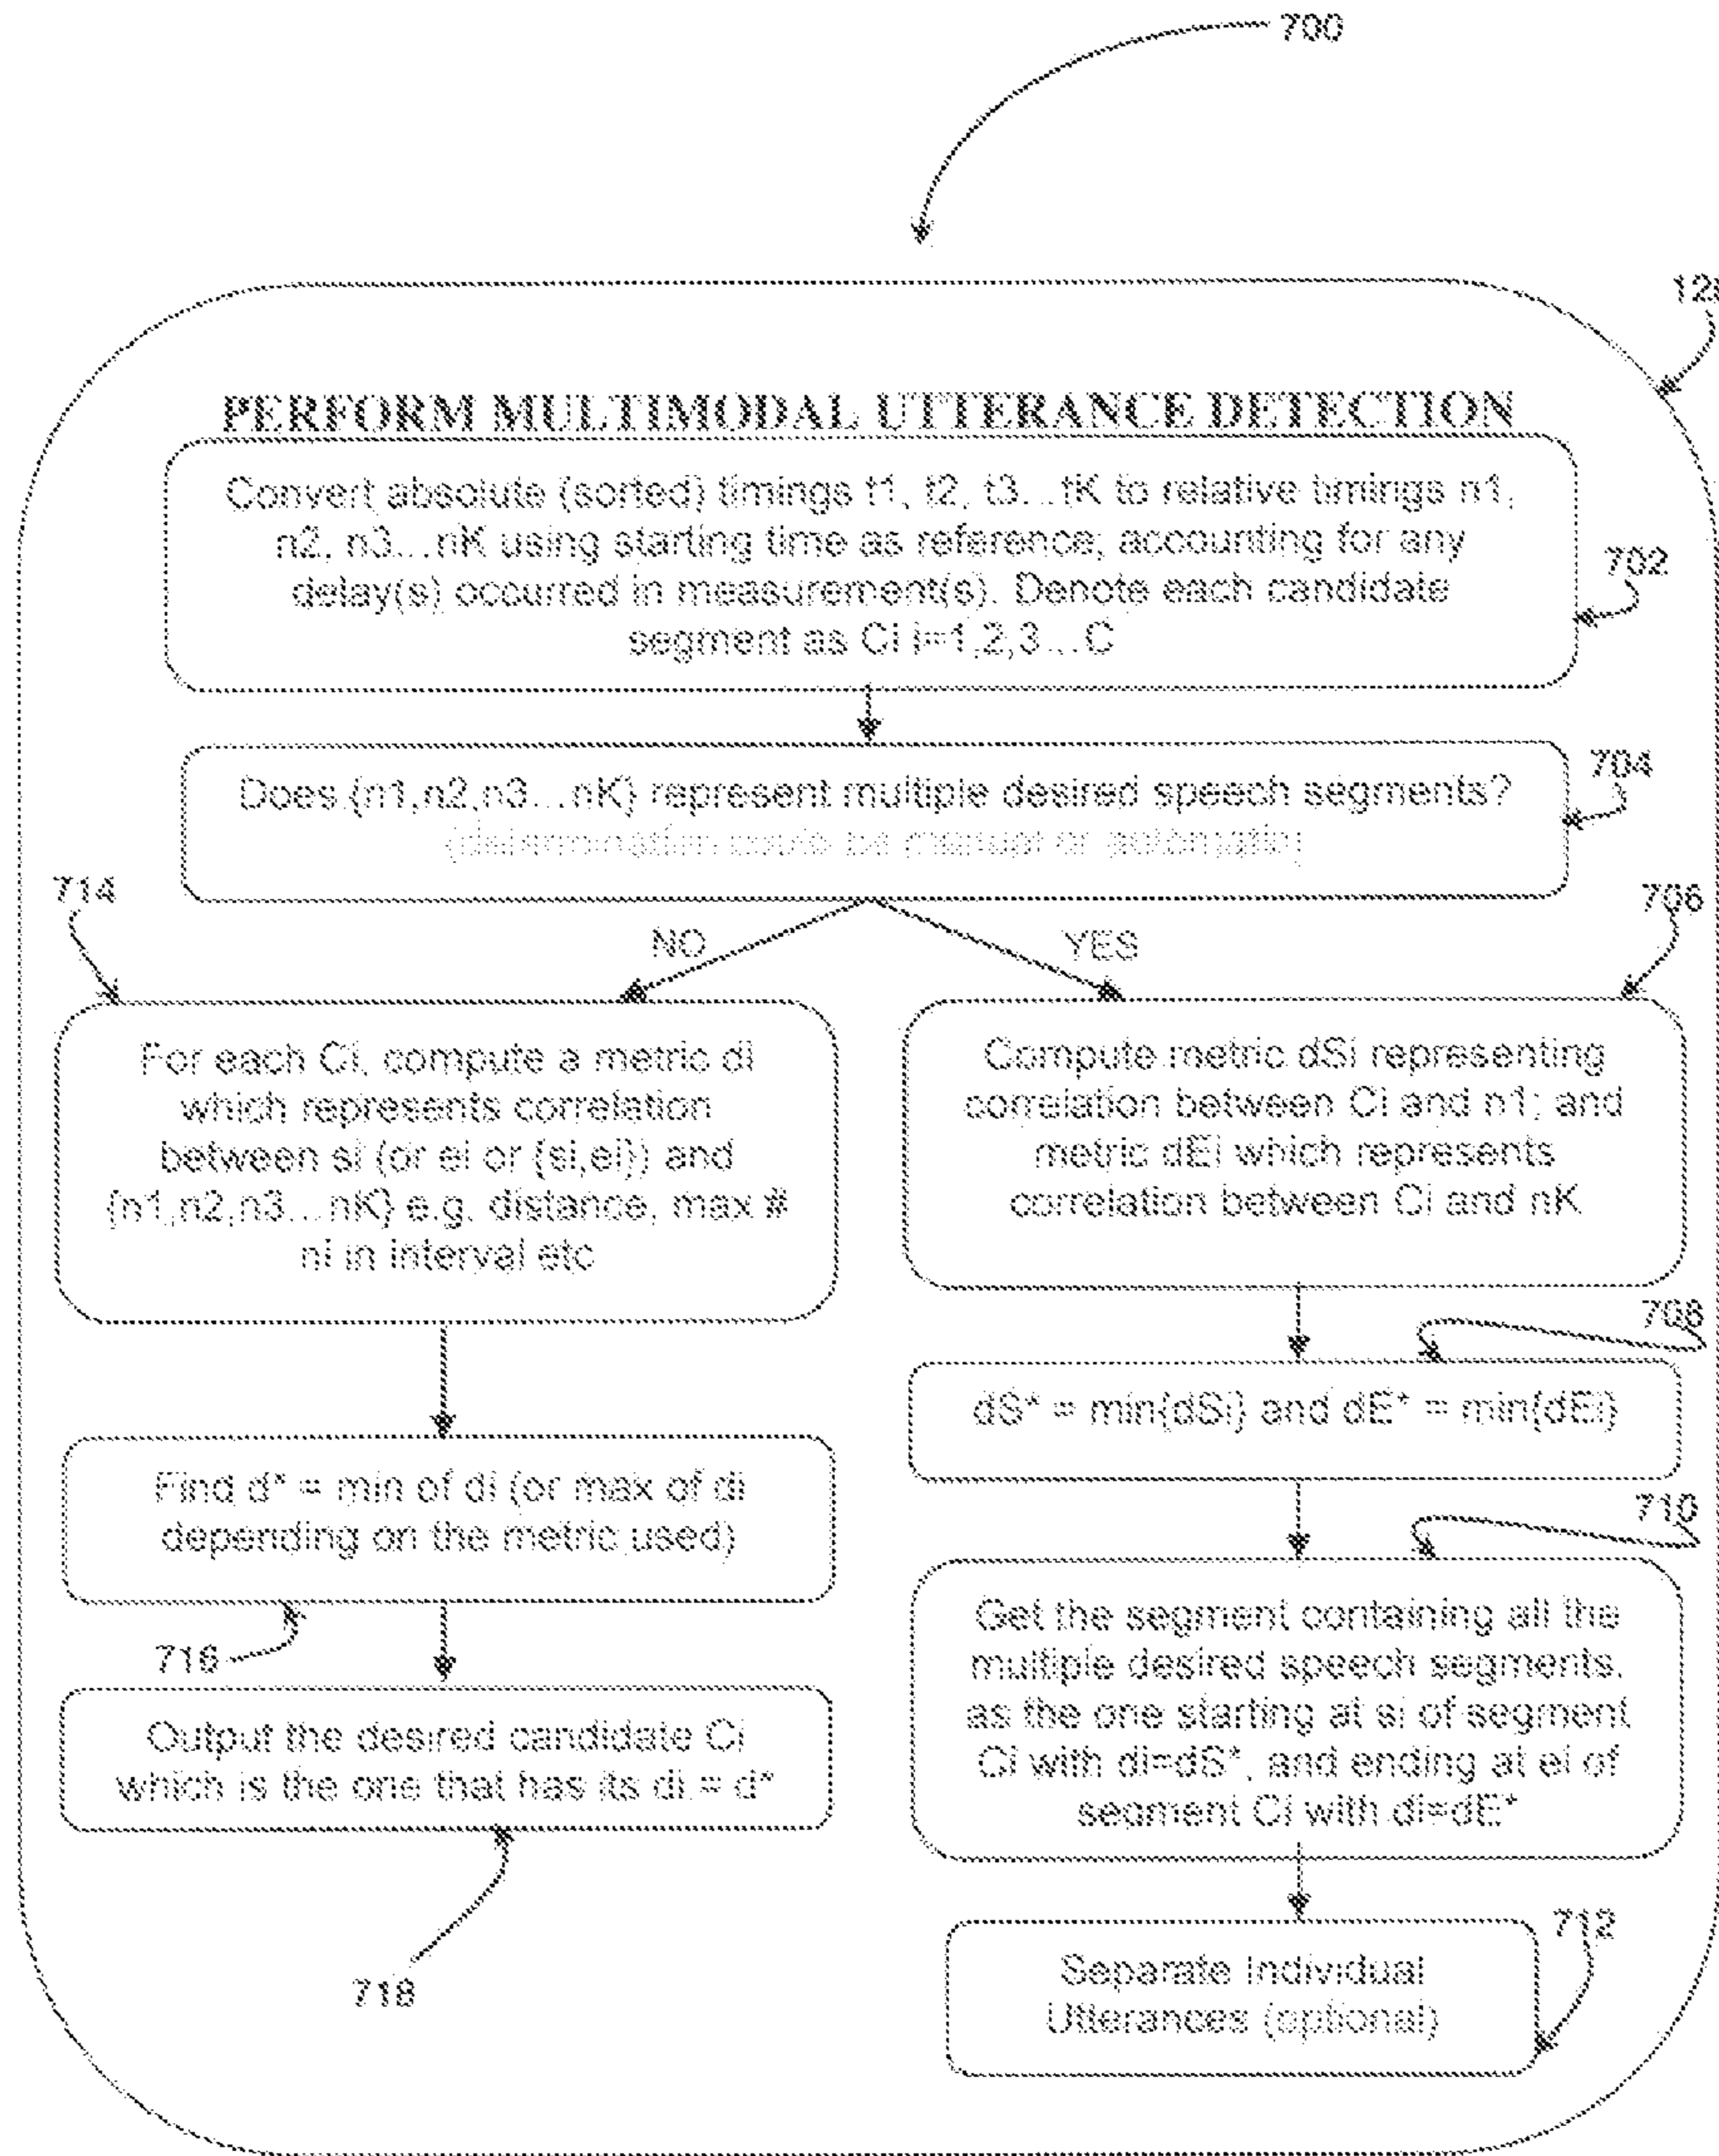 700
PERFORM MULTIMODAL UTTERANCE DETECTION
Convert absolute (sorted) timings t1, t2, t3...tK to relative timings n1,
n2, n3...nK using starting time as reference, accounting for any
delay(s) occurred in measurement(s). Denote each candidate
segment as Ci i=1,2,3...C
702
Does {n1,n2,n3...nK} represent multiple desired speech segments?
(determination could be manual or automatic)
704
714
NO
YES
706
For each Ci, compute a metric di
which represents correlation
between si (or ei or {si,ei}) and
{n1,n2,n3...nK} e.g. distance, max #
ni in interval etc
Compute metric dSi representing
correlation between Ci and n1; and
metric dEi which represents
correlation between Ci and nK
708
dS* = min{dSi} and dE* = min{dEi}
Find d* = min of di (or max of di
depending on the metric used)
716
710
Get the segment containing all the
multiple desired speech segments,
as the one starting at si of segment
Ci with di=dS*, and ending at ei of
segment Ci with di=dE*
Output the desired candidate Ci
which is the one that has its di = d*
718
712
Separate Individual
Utterances (optional)